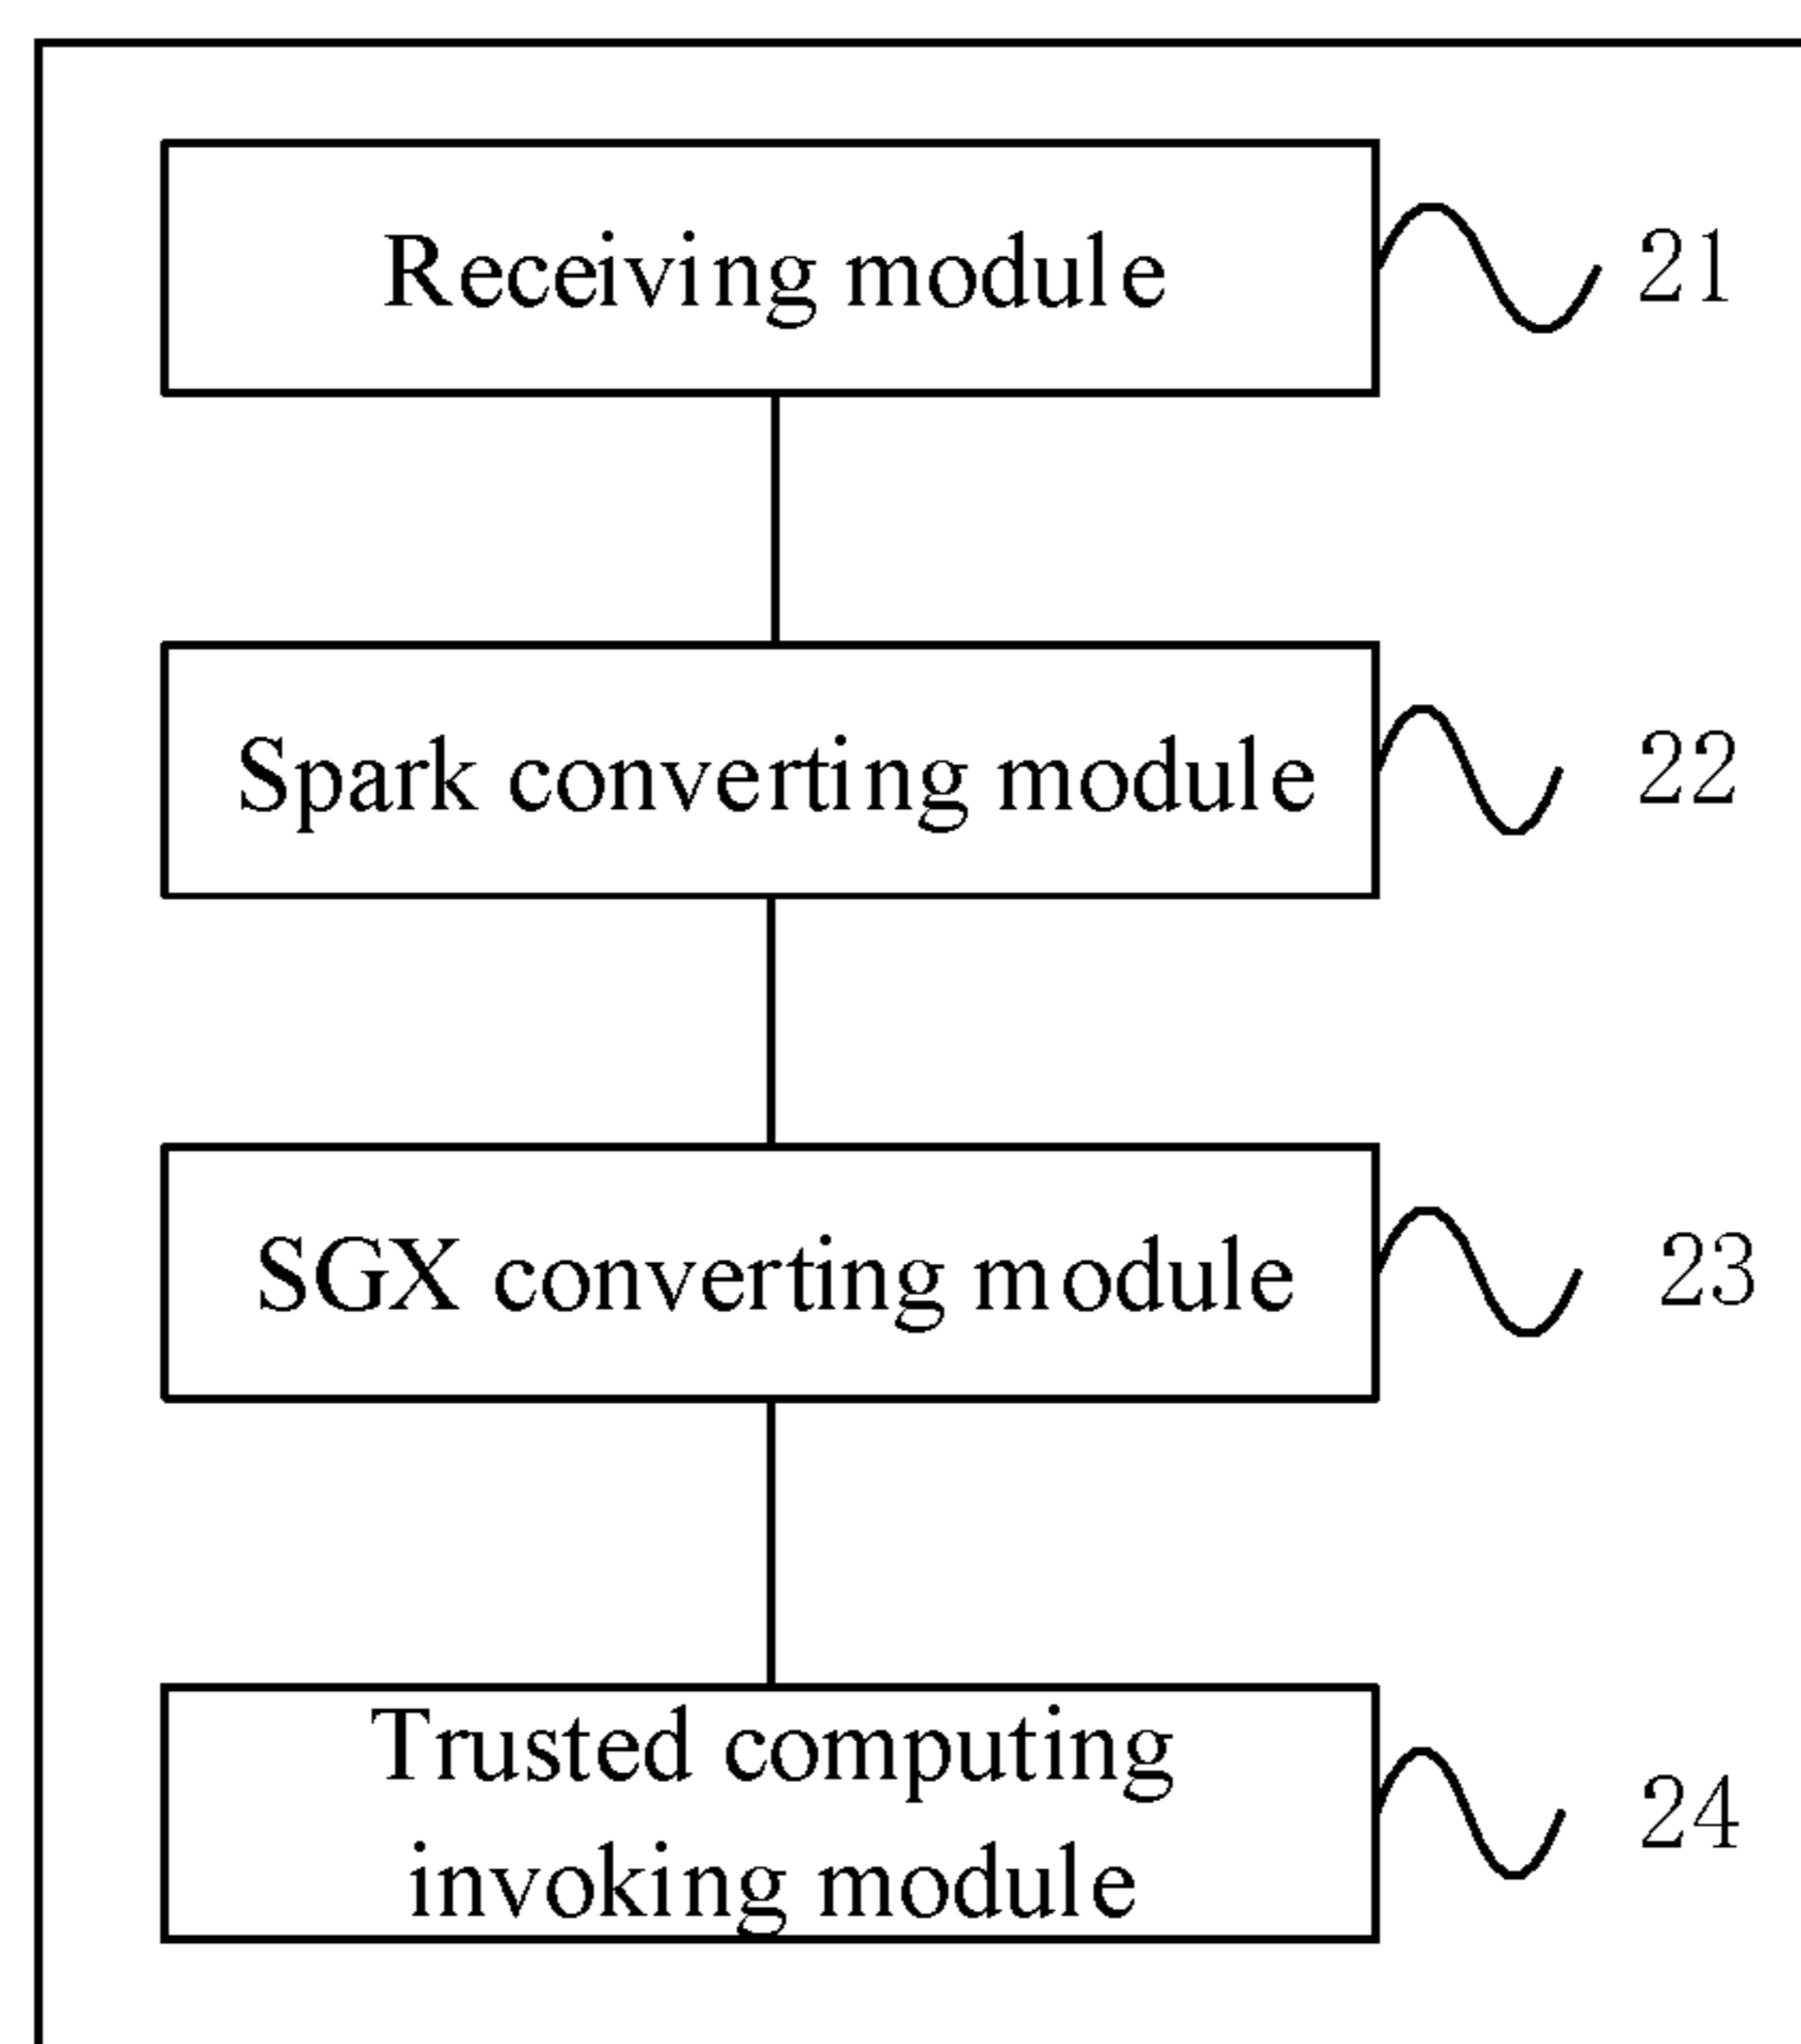 Receiving module 21
Spark converting module 22
SGX converting module 23
Trusted computing
invoking module 24